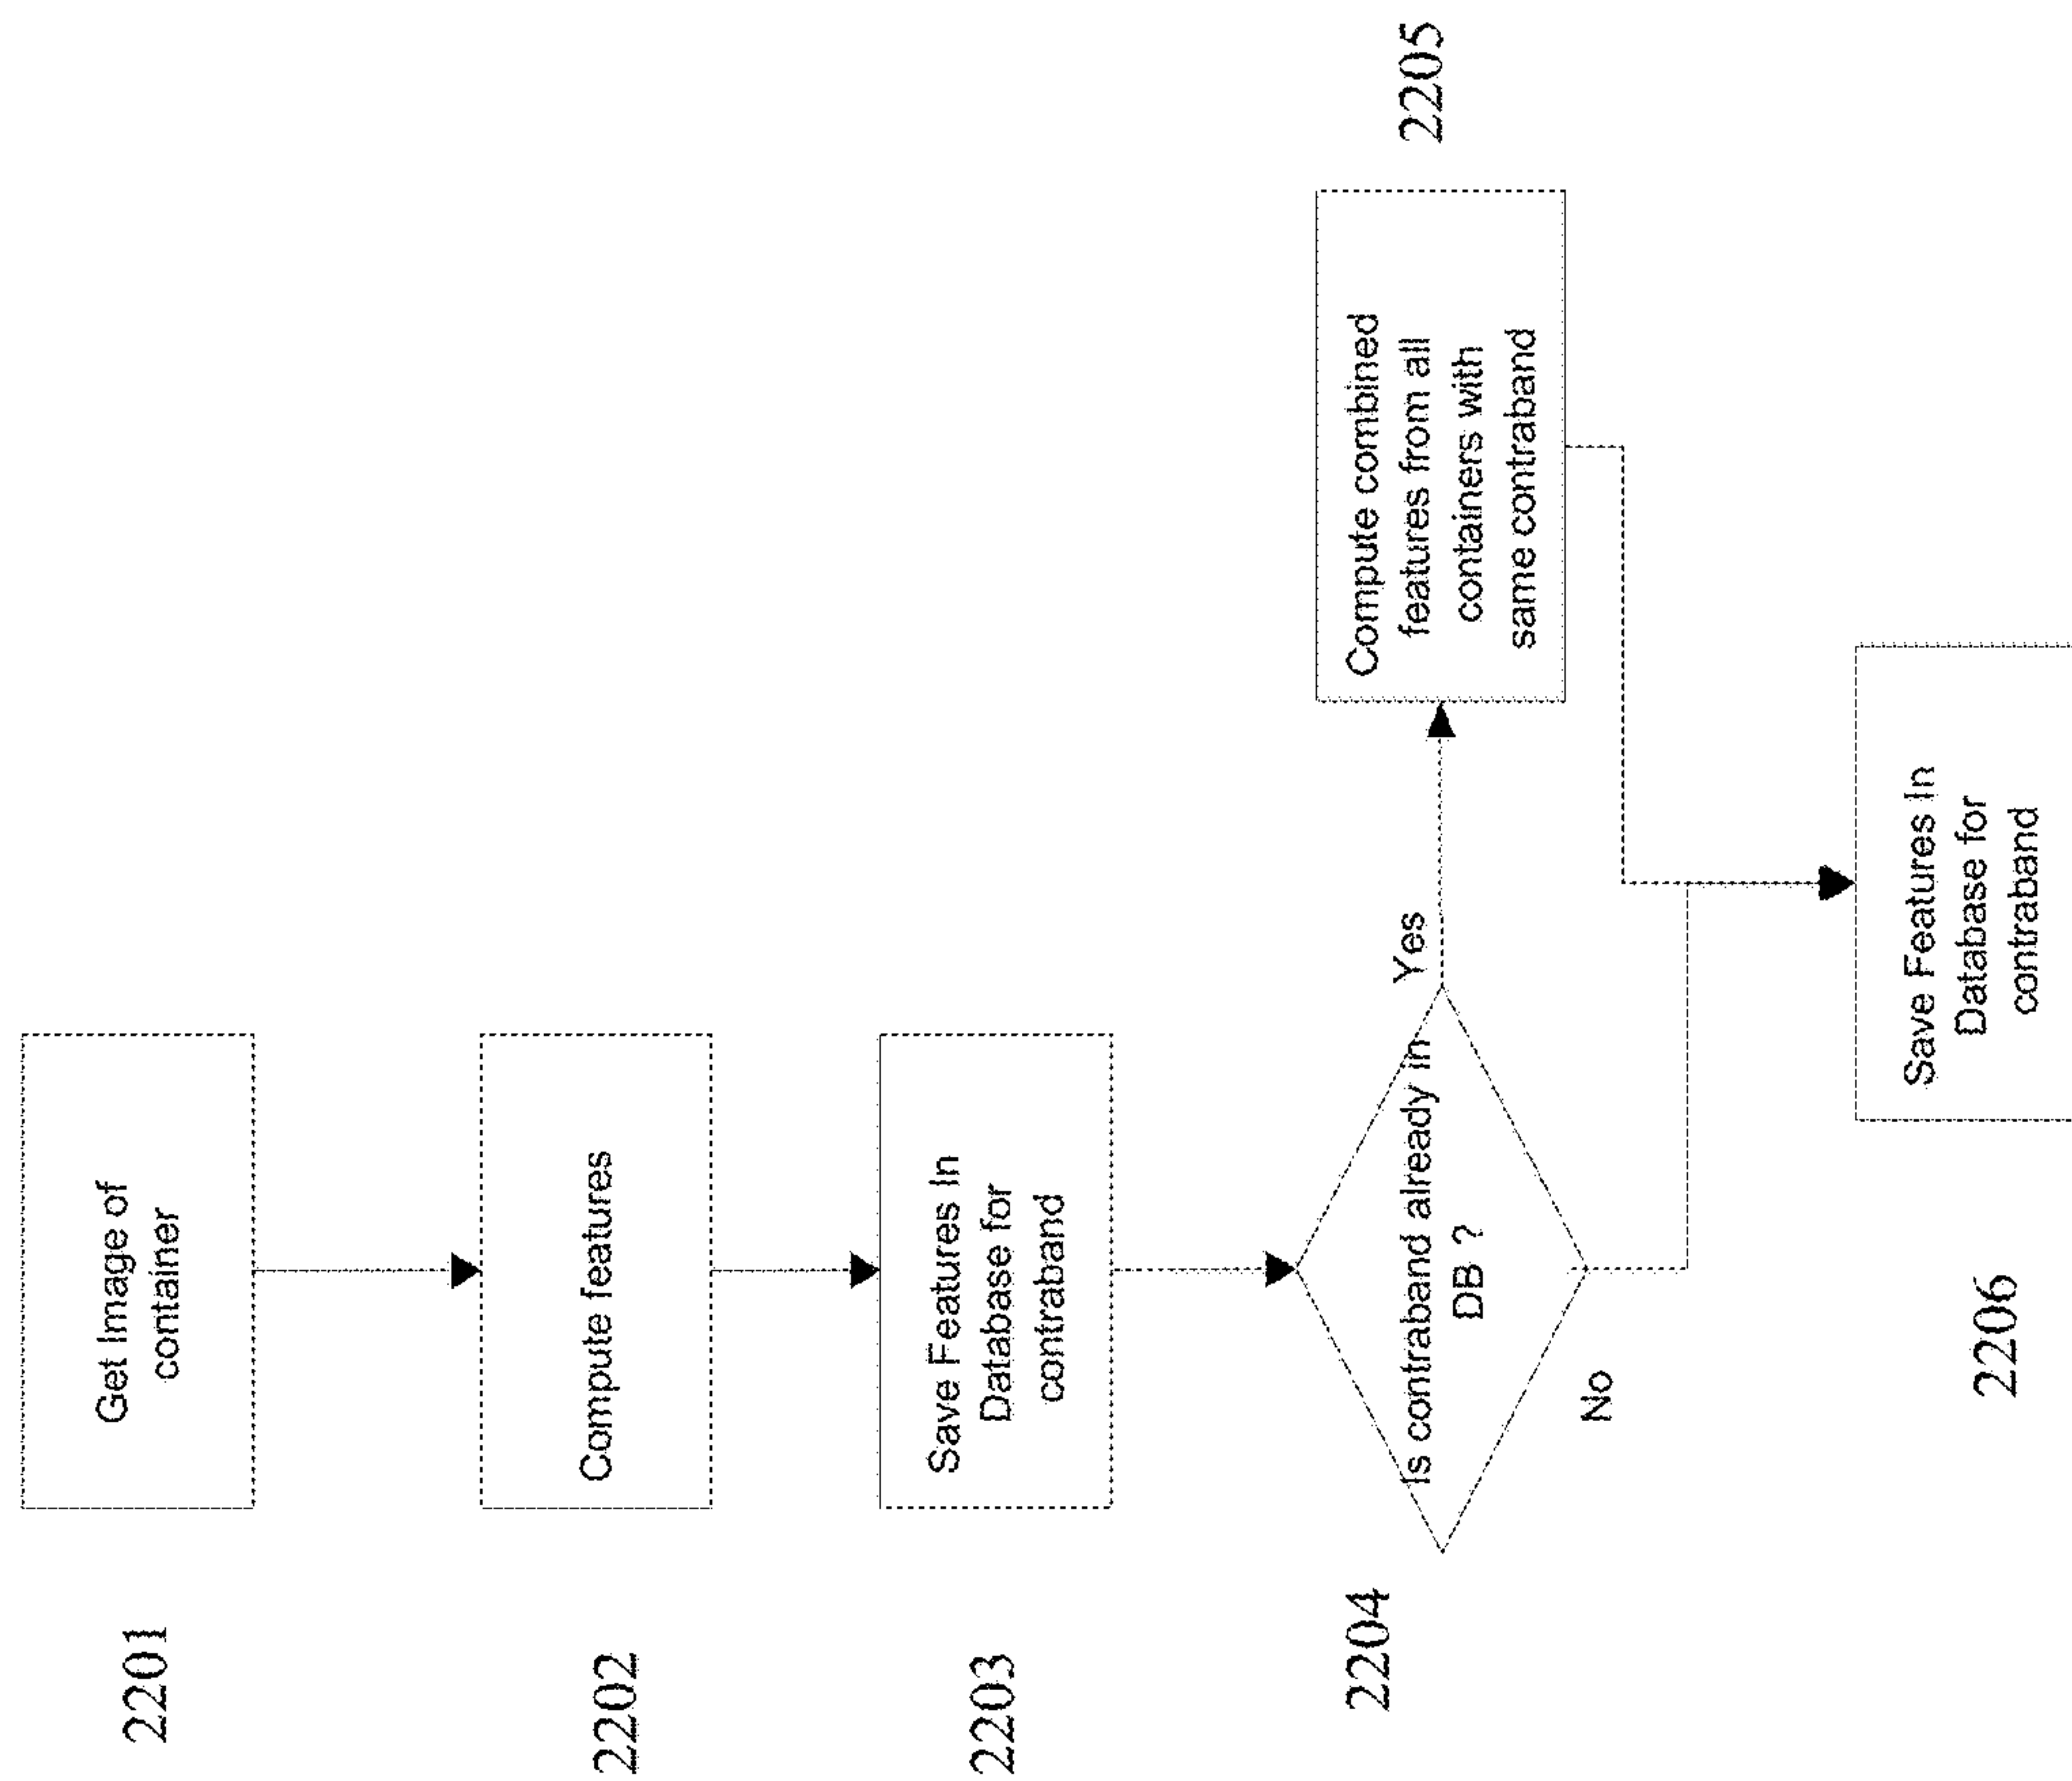 2201
Get Image of
container
2202
Compute features
2203
Save Features In
Database for
contraband
2204
Is contraband already in
DB ?
Yes
No
2205
Compute combined
features from all
containers with
same contraband
2206
Save Features In
Database for
contraband